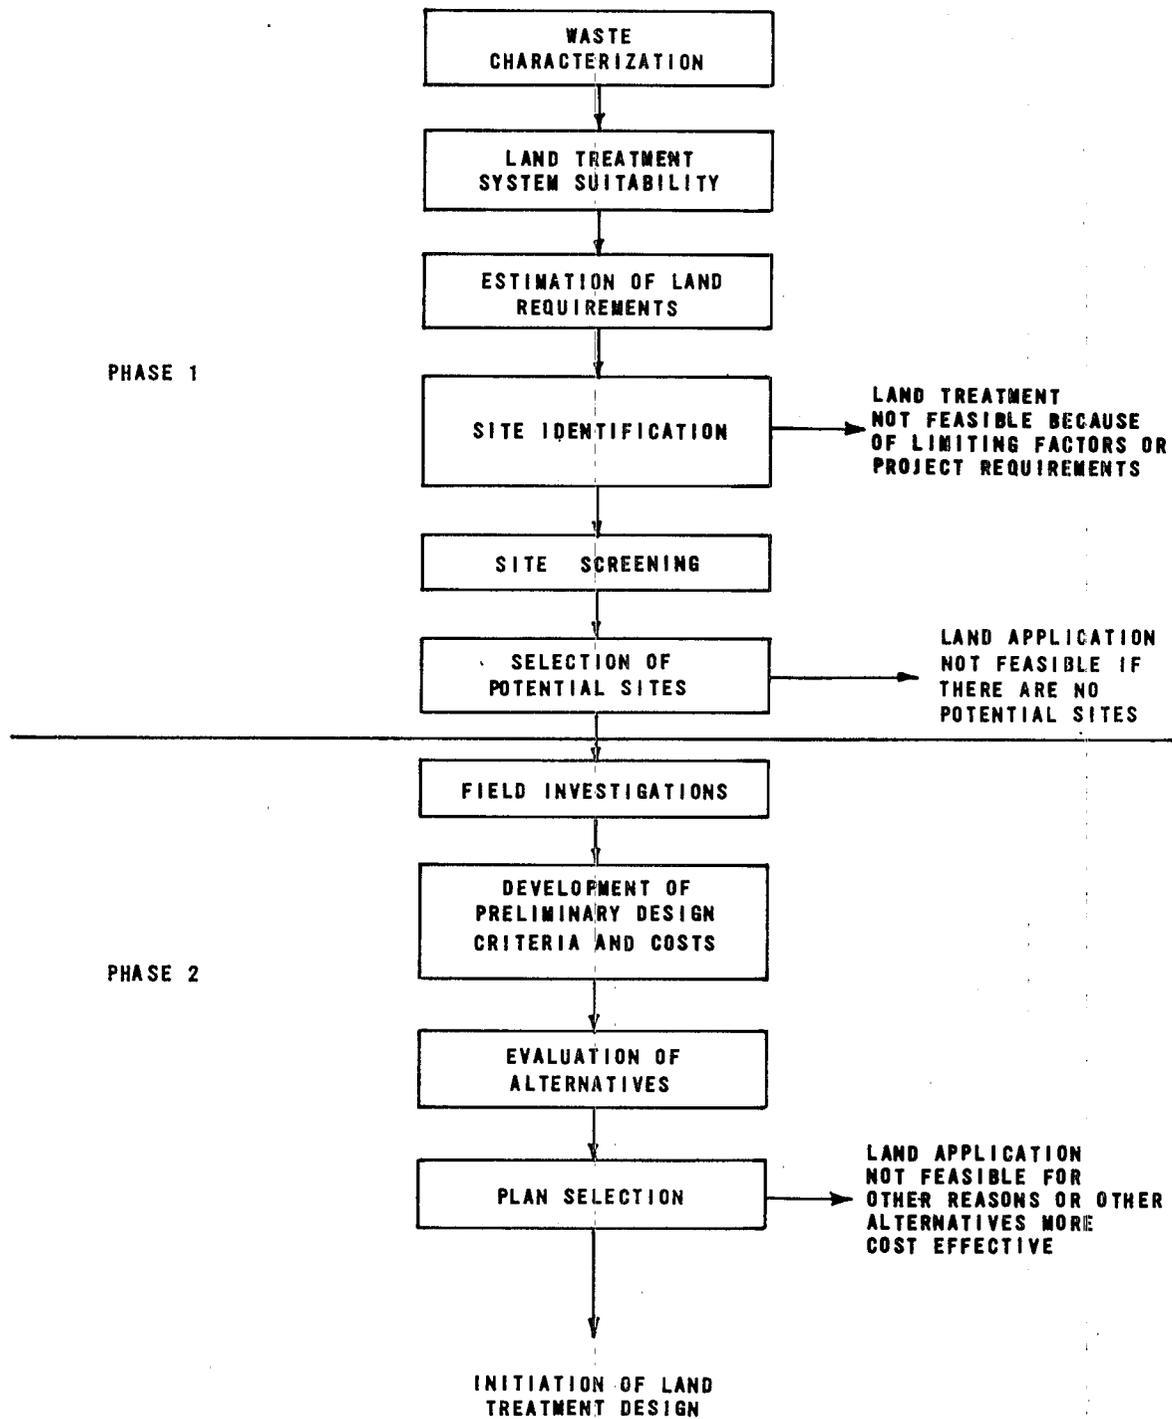 WASTE
CHARACTERIZATION
LAND TREATMENT
SYSTEM SUITABILITY
ESTIMATION OF LAND
REQUIREMENTS
PHASE 1
SITE IDENTIFICATION
LAND TREATMENT
NOT FEASIBLE BECAUSE
OF LIMITING FACTORS OR
PROJECT REQUIREMENTS
SITE SCREENING
SELECTION OF
POTENTIAL SITES
LAND APPLICATION
NOT FEASIBLE IF
THERE ARE NO
POTENTIAL SITES
FIELD INVESTIGATIONS
DEVELOPMENT OF
PRELIMINARY DESIGN
CRITERIA AND COSTS
PHASE 2
EVALUATION OF
ALTERNATIVES
PLAN SELECTION
LAND APPLICATION
NOT FEASIBLE FOR
OTHER REASONS OR OTHER
ALTERNATIVES MORE
COST EFFECTIVE
INITIATION OF LAND
TREATMENT DESIGN